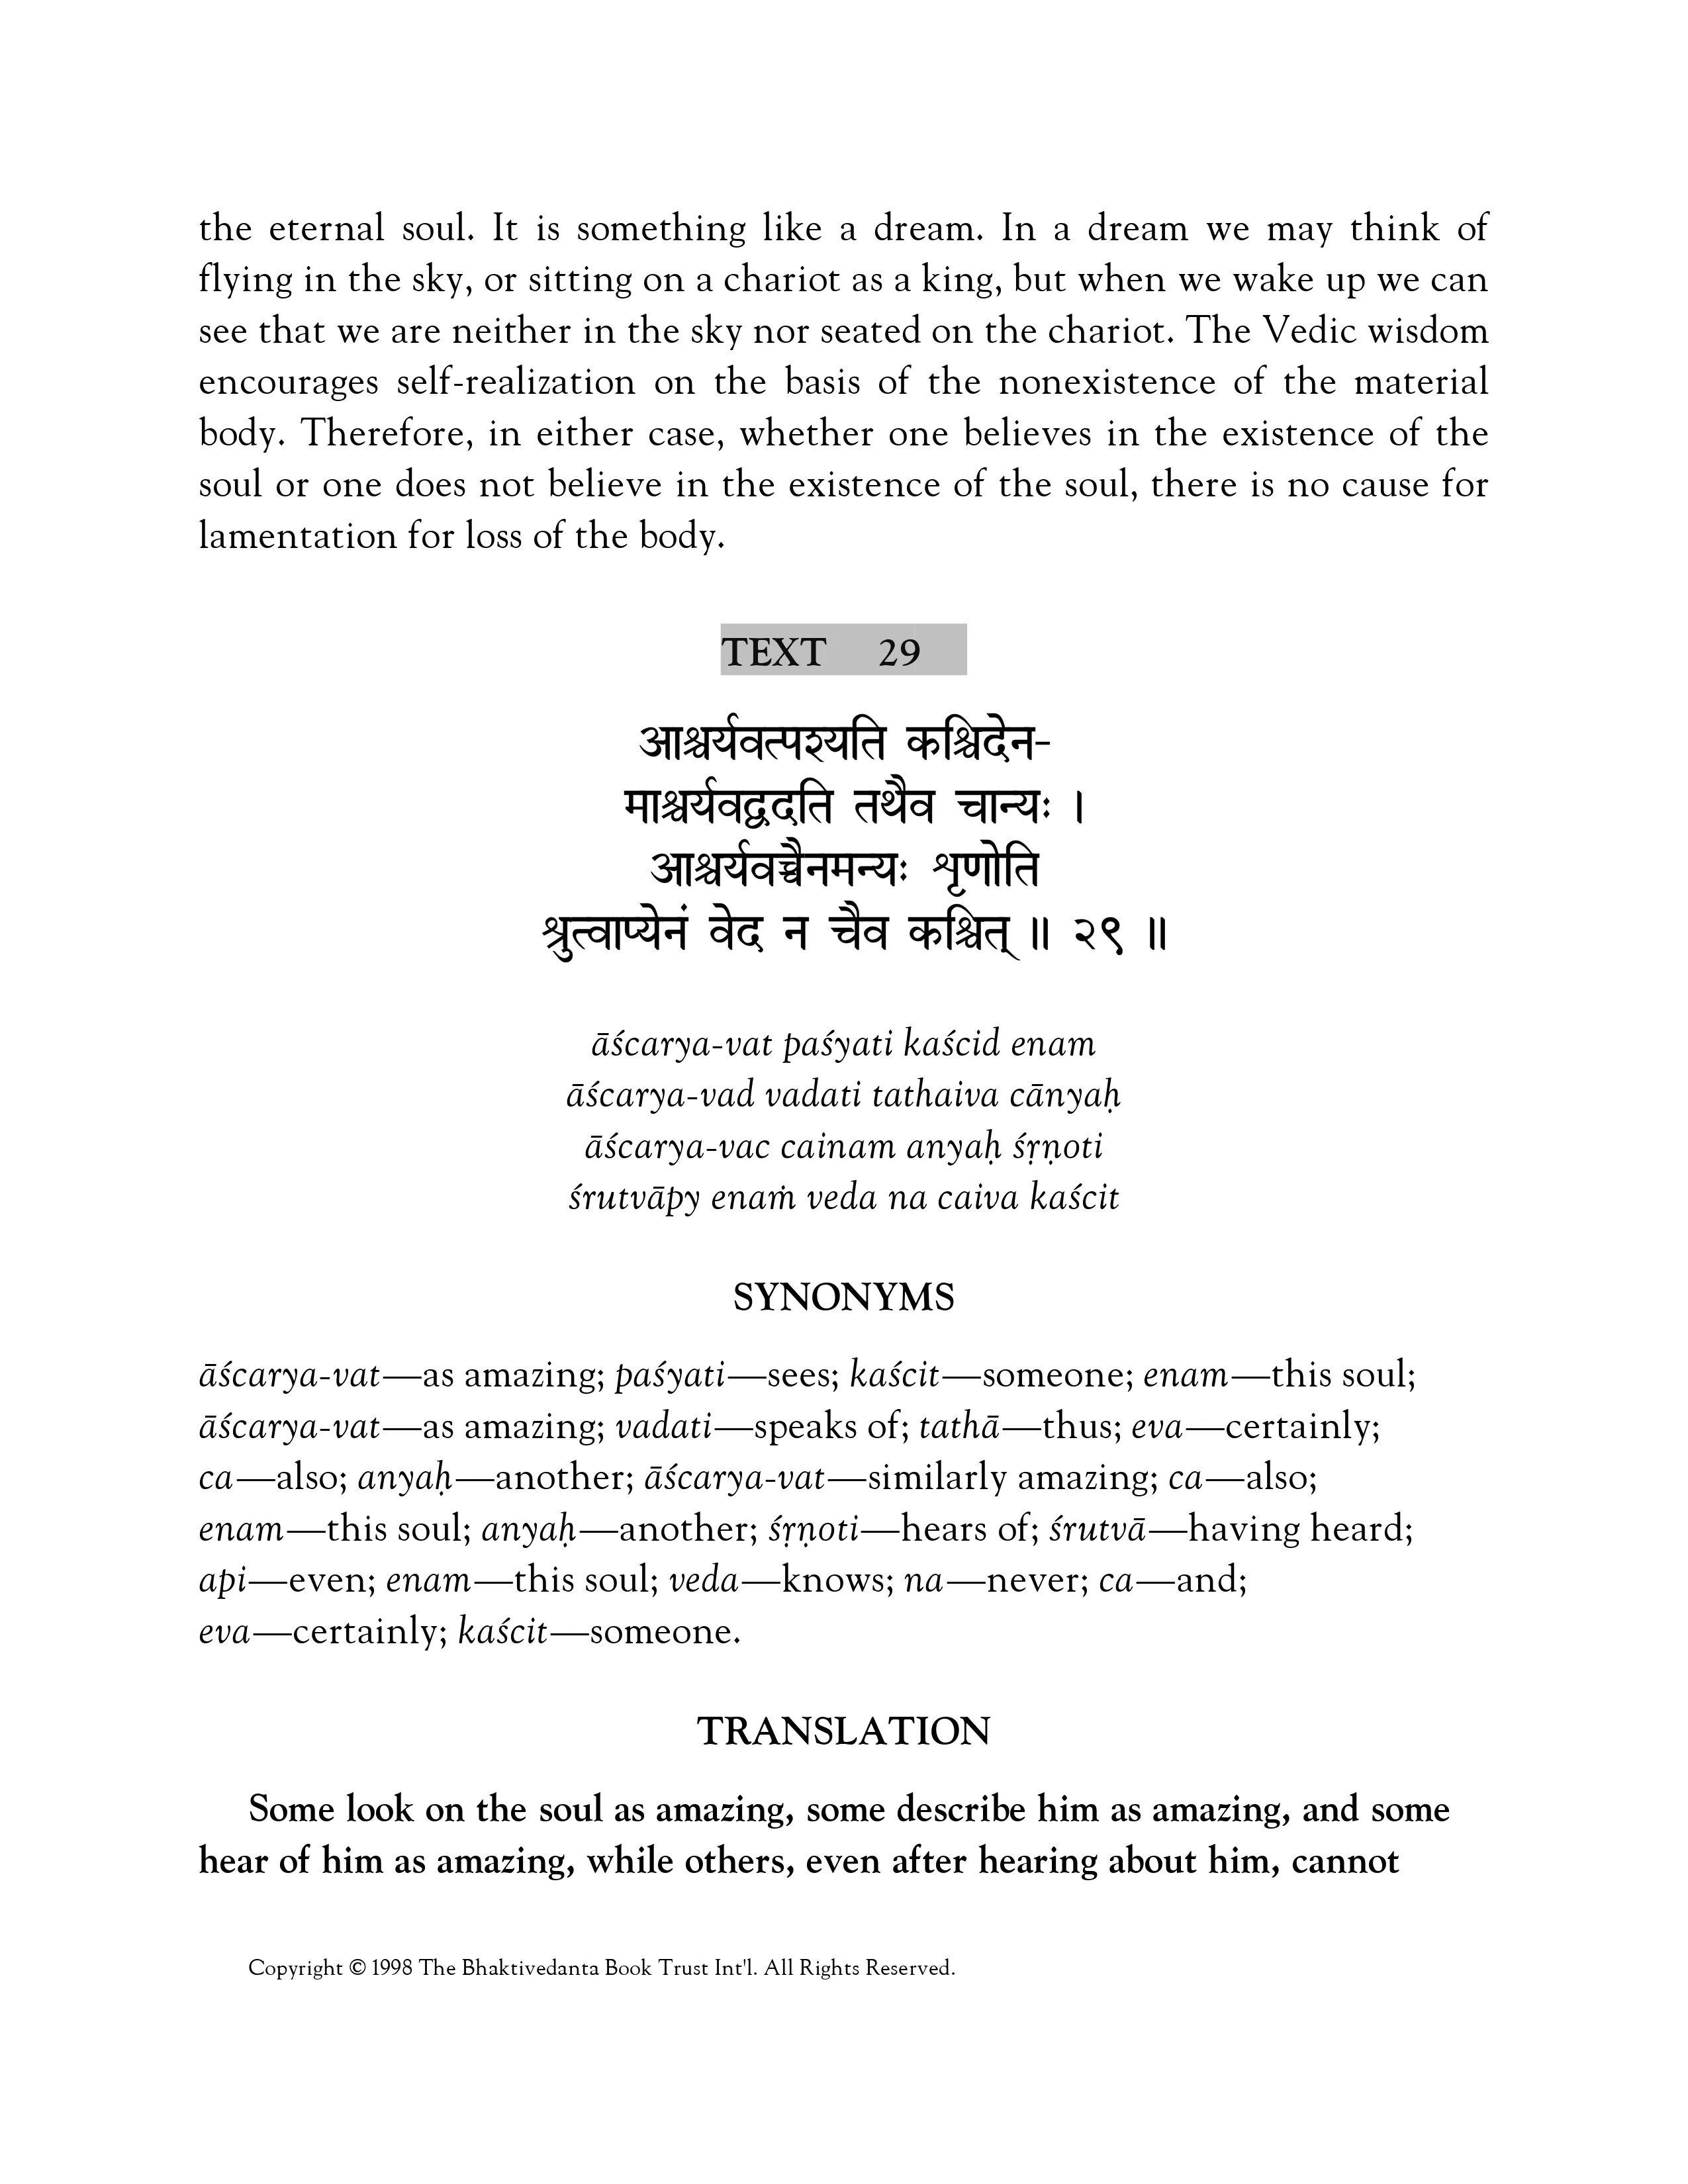 the eternal soul. It is something like a dream. In a dream we may think of
flying in the sky, or sitting on a chariot as a king, but when we wake up we can
see that we are neither in the sky nor seated on the chariot. The Vedic wisdom
encourages self-realization on the basis of the nonexistence of the material
body. Therefore, in either case, whether one believes in the existence of the
soul or one does not believe in the existence of the soul, there is no cause for
lamentation for loss of the body.
TEXT 29
आश्चर्यवत्पश्यति कश्चिदेन-
माश्चर्यवद्वदति तथैव चान्यः ।
आश्चर्यवच्चैनमन्यः शृणोति
श्रुत्वाप्येनं वेद न चैव कश्चित् ॥ २९ ॥
āścarya-vat paśyati kaścid enam
āścarya-vad vadati tathaiva cānyaḥ
āścarya-vac cainam anyaḥ śṛṇoti
śrutvāpy enaṁ veda na caiva kaścit
SYNONYMS
āścarya-vat—as amazing; paśyati—sees; kaścit—someone; enam—this soul;
āścarya-vat—as amazing; vadati—speaks of; tathā—thus; eva—certainly;
ca—also; anyaḥ—another; āścarya-vat—similarly amazing; ca—also;
enam—this soul; anyaḥ—another; śṛṇoti—hears of; śrutvā—having heard;
api—even; enam—this soul; veda—knows; na—never; ca—and;
eva—certainly; kaścit—someone.
TRANSLATION
Some look on the soul as amazing, some describe him as amazing, and some
hear of him as amazing, while others, even after hearing about him, cannot
Copyright © 1998 The Bhaktivedanta Book Trust Int'l. All Rights Reserved.